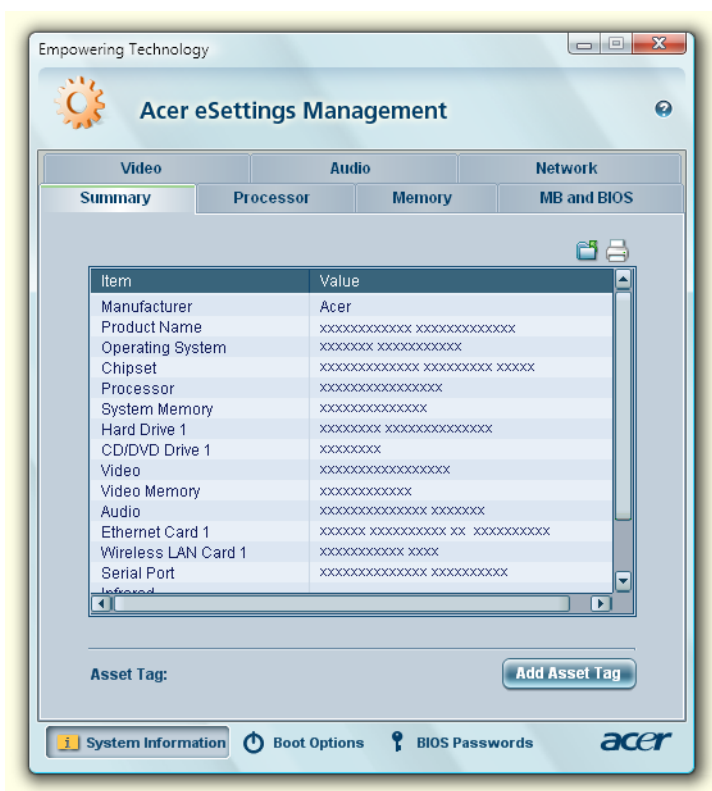 Empowering Technology
Acer eSettings Management
Video Audio Network
Summary Processor Memory MB and BIOS
Item Value
Manufacturer Acer
Product Name xxxxxxxxxxxx xxxxxxxxxxxxx
Operating System xxxxxxx xxxxxxxxxxx
Chipset xxxxxxxxxxxxx xxxxxxxxx xxxxx
Processor xxxxxxxxxxxxxxxx
System Memory xxxxxxxxxxxxxx
Hard Drive 1 xxxxxxxx xxxxxxxxxxxxxx
CD/DVD Drive 1 xxxxxxxx
Video xxxxxxxxxxxxxxxxx
Video Memory xxxxxxxxxxxx
Audio xxxxxxxxxxxxxx xxxxxxx
Ethernet Card 1 xxxxxx xxxxxxxxxx xx xxxxxxxxxx
Wireless LAN Card 1 xxxxxxxxxxx xxxx
Serial Port xxxxxxxxxxxxxx xxxxxxxxxx
Infrared
Asset Tag: Add Asset Tag
System Information Boot Options BIOS Passwords acer